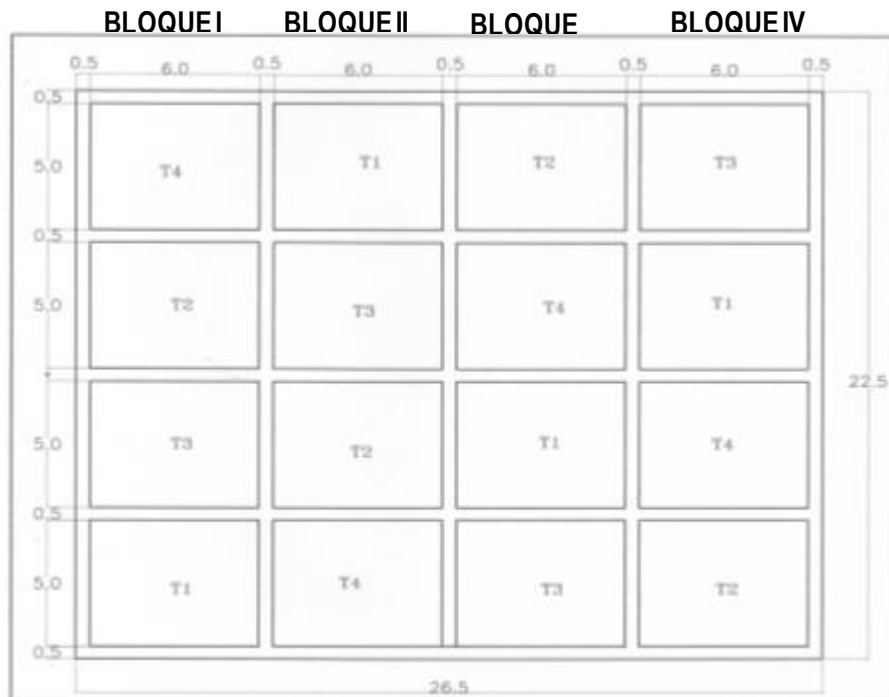 BLOQUE I BLOQUE II BLOQUE BLOQUE IV
0.5 6.0 0.5 6.0 0.5 6.0 0.5 6.0 0.5
0.5
5.0 T4 T1 T2 T3
0.5
5.0 T2 T3 T4 T1
22.5
5.0 T3 T2 T1 T4
0.5
5.0 T1 T4 T3 T2
0.5
26.5